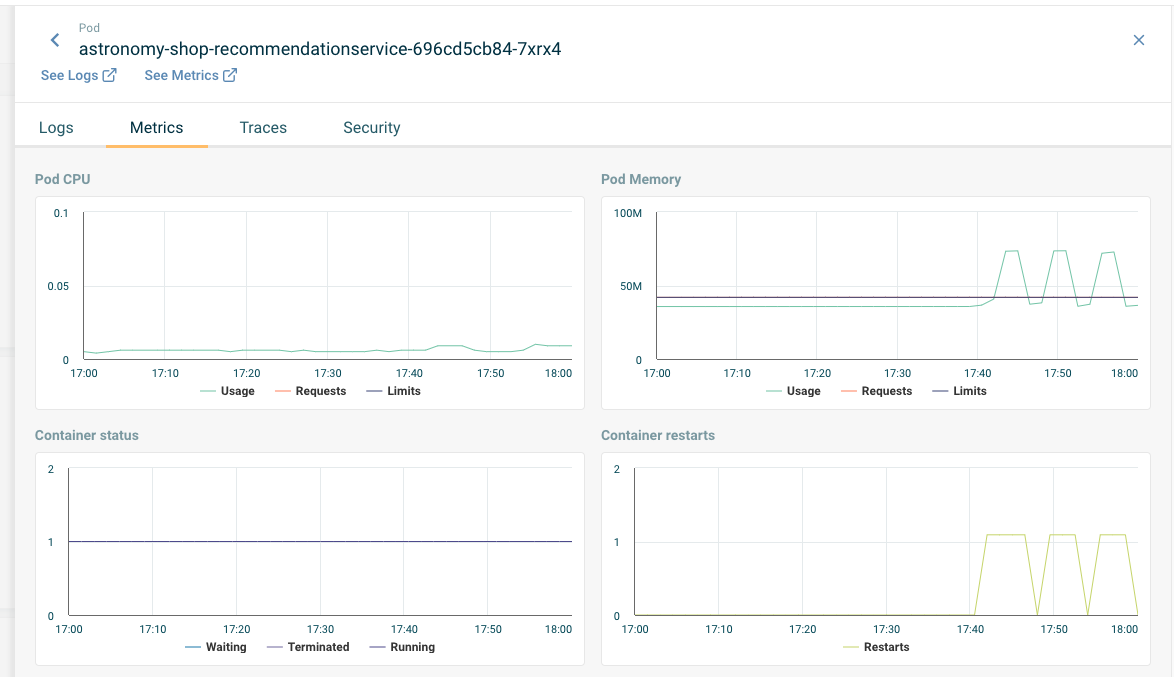 Pod
astronomy-shop-recommendationservice-696cd5cb84-7xrx4
See Logs See Metrics
Logs Metrics Traces Security
Pod CPU
0.1
0.05
0
17:00 17:10 17:20 17:30 17:40 17:50 18:00
Usage Requests Limits
Pod Memory
100M
50M
0
17:00 17:10 17:20 17:30 17:40 17:50 18:00
Usage Requests Limits
Container status
2
1
0
17:00 17:10 17:20 17:30 17:40 17:50 18:00
Waiting Terminated Running
Container restarts
2
1
0
17:00 17:10 17:20 17:30 17:40 17:50 18:00
Restarts